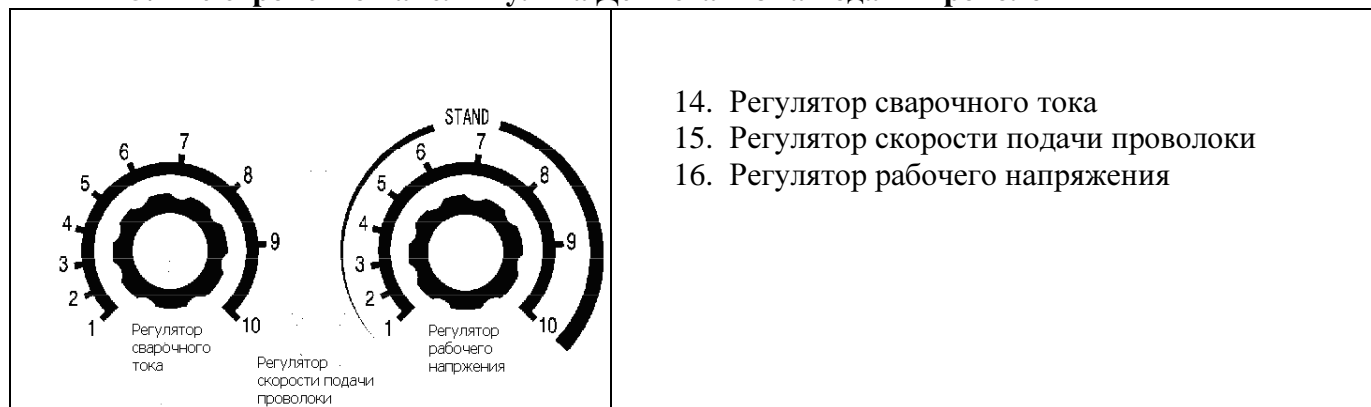 STAND
1
2
3
4
5
6
7
8
9
10
1
2
3
4
5
6
7
8
9
10
Регулятор
сварочного
тока
Регулятор
скорости подачи
проволоки
Регулятор
рабочего
напржения
14. Регулятор сварочного тока
15. Регулятор скорости подачи проволоки
16. Регулятор рабочего напряжения